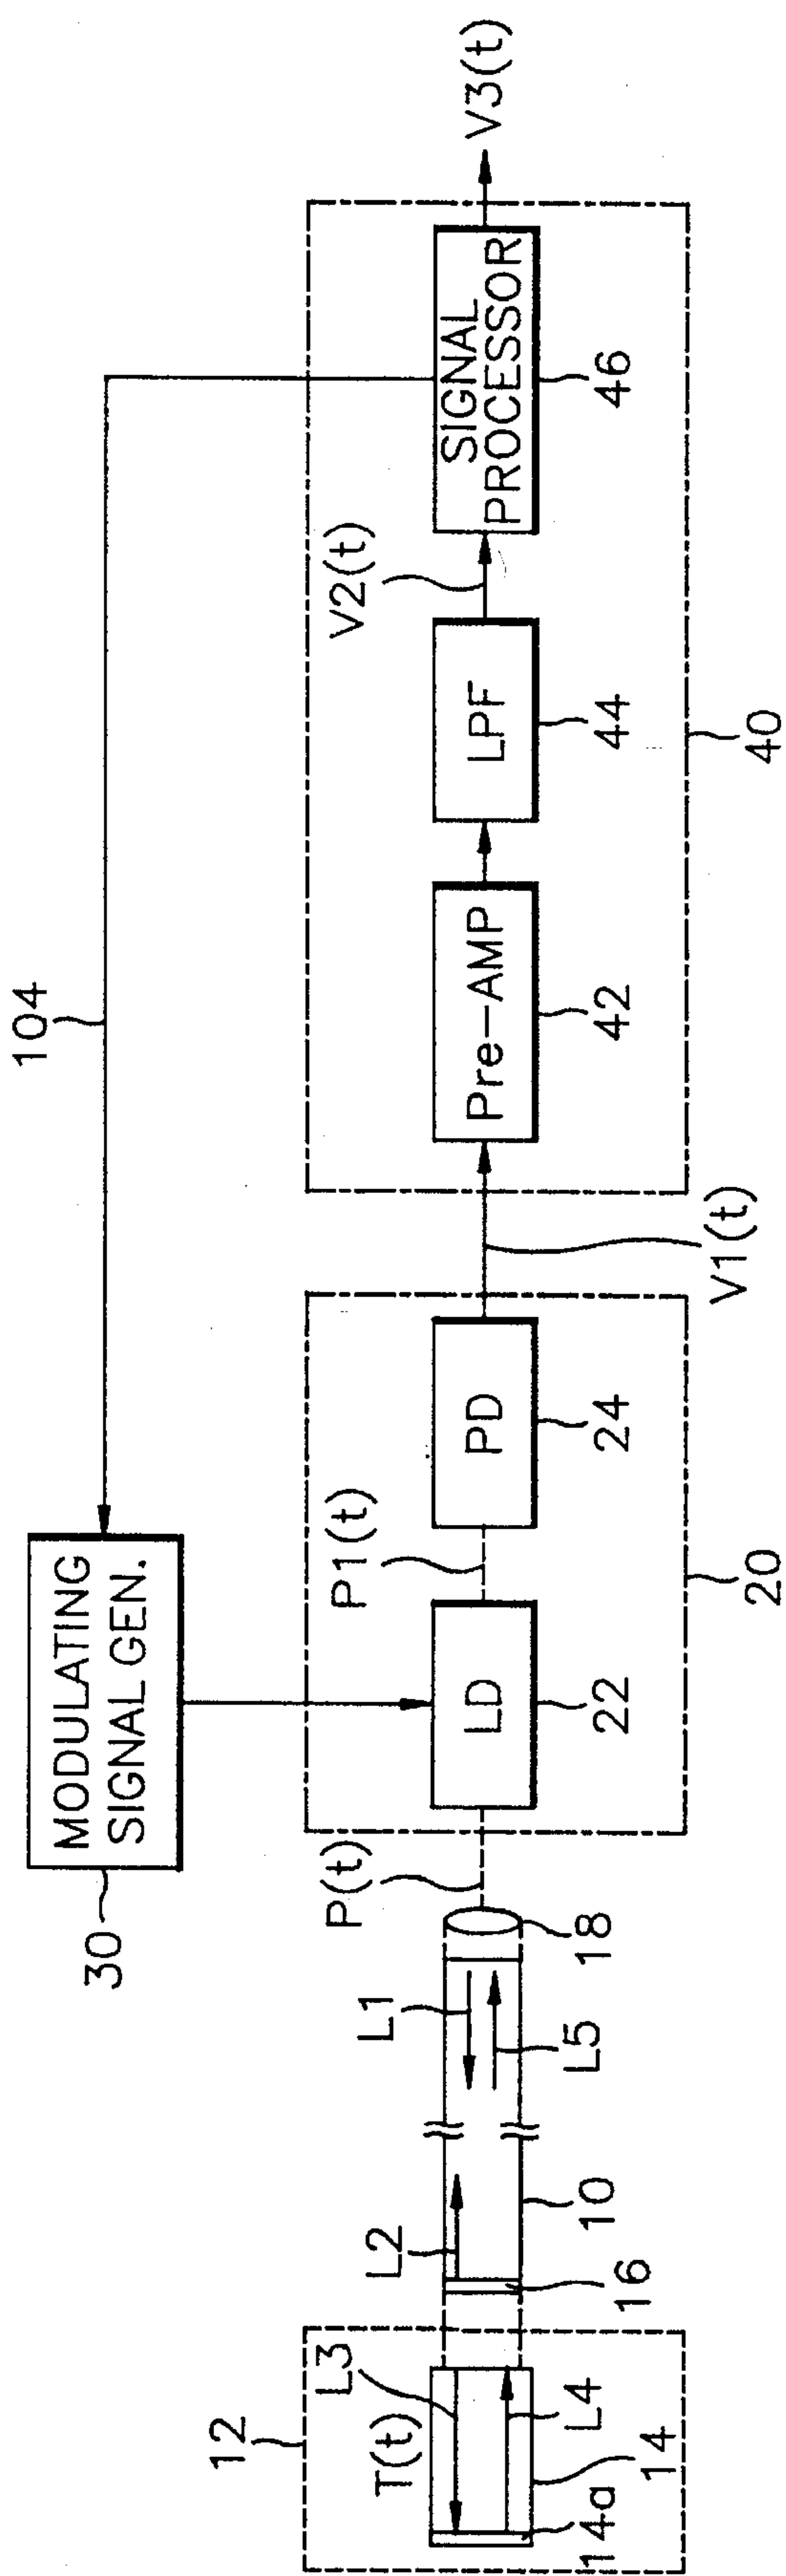 104
MODULATING
SIGNAL GEN.
30
12
L3
T(t)
L4
14
14a
L2
16
10
L1
L5
18
P(t)
LD
22
P1(t)
PD
24
20
V1(t)
Pre-AMP
42
LPF
44
V2(t)
SIGNAL
PROCESSOR
46
40
V3(t)